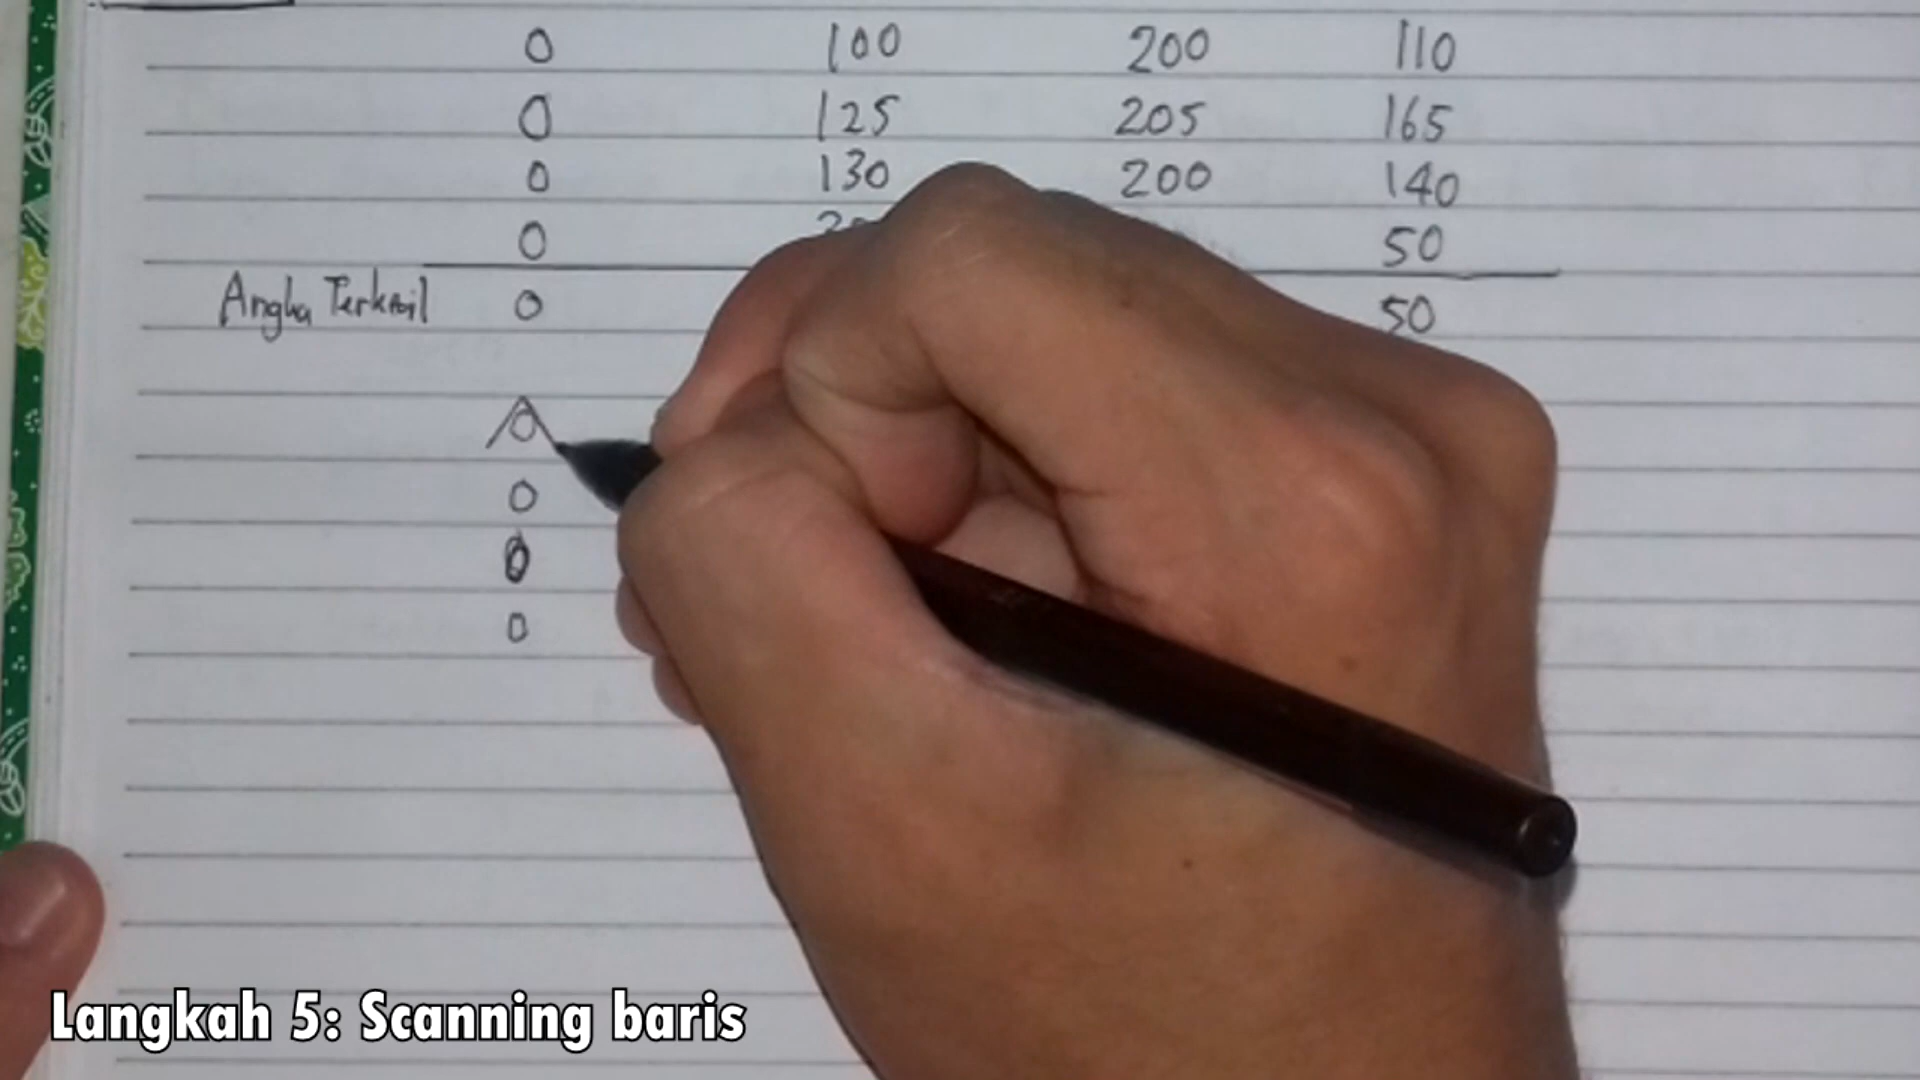 0 100 200 110
0 125 205 165
0 130 200 140
0 50
Angka Terkecil 0 50
0
0
0
0
Langkah 5: Scanning baris